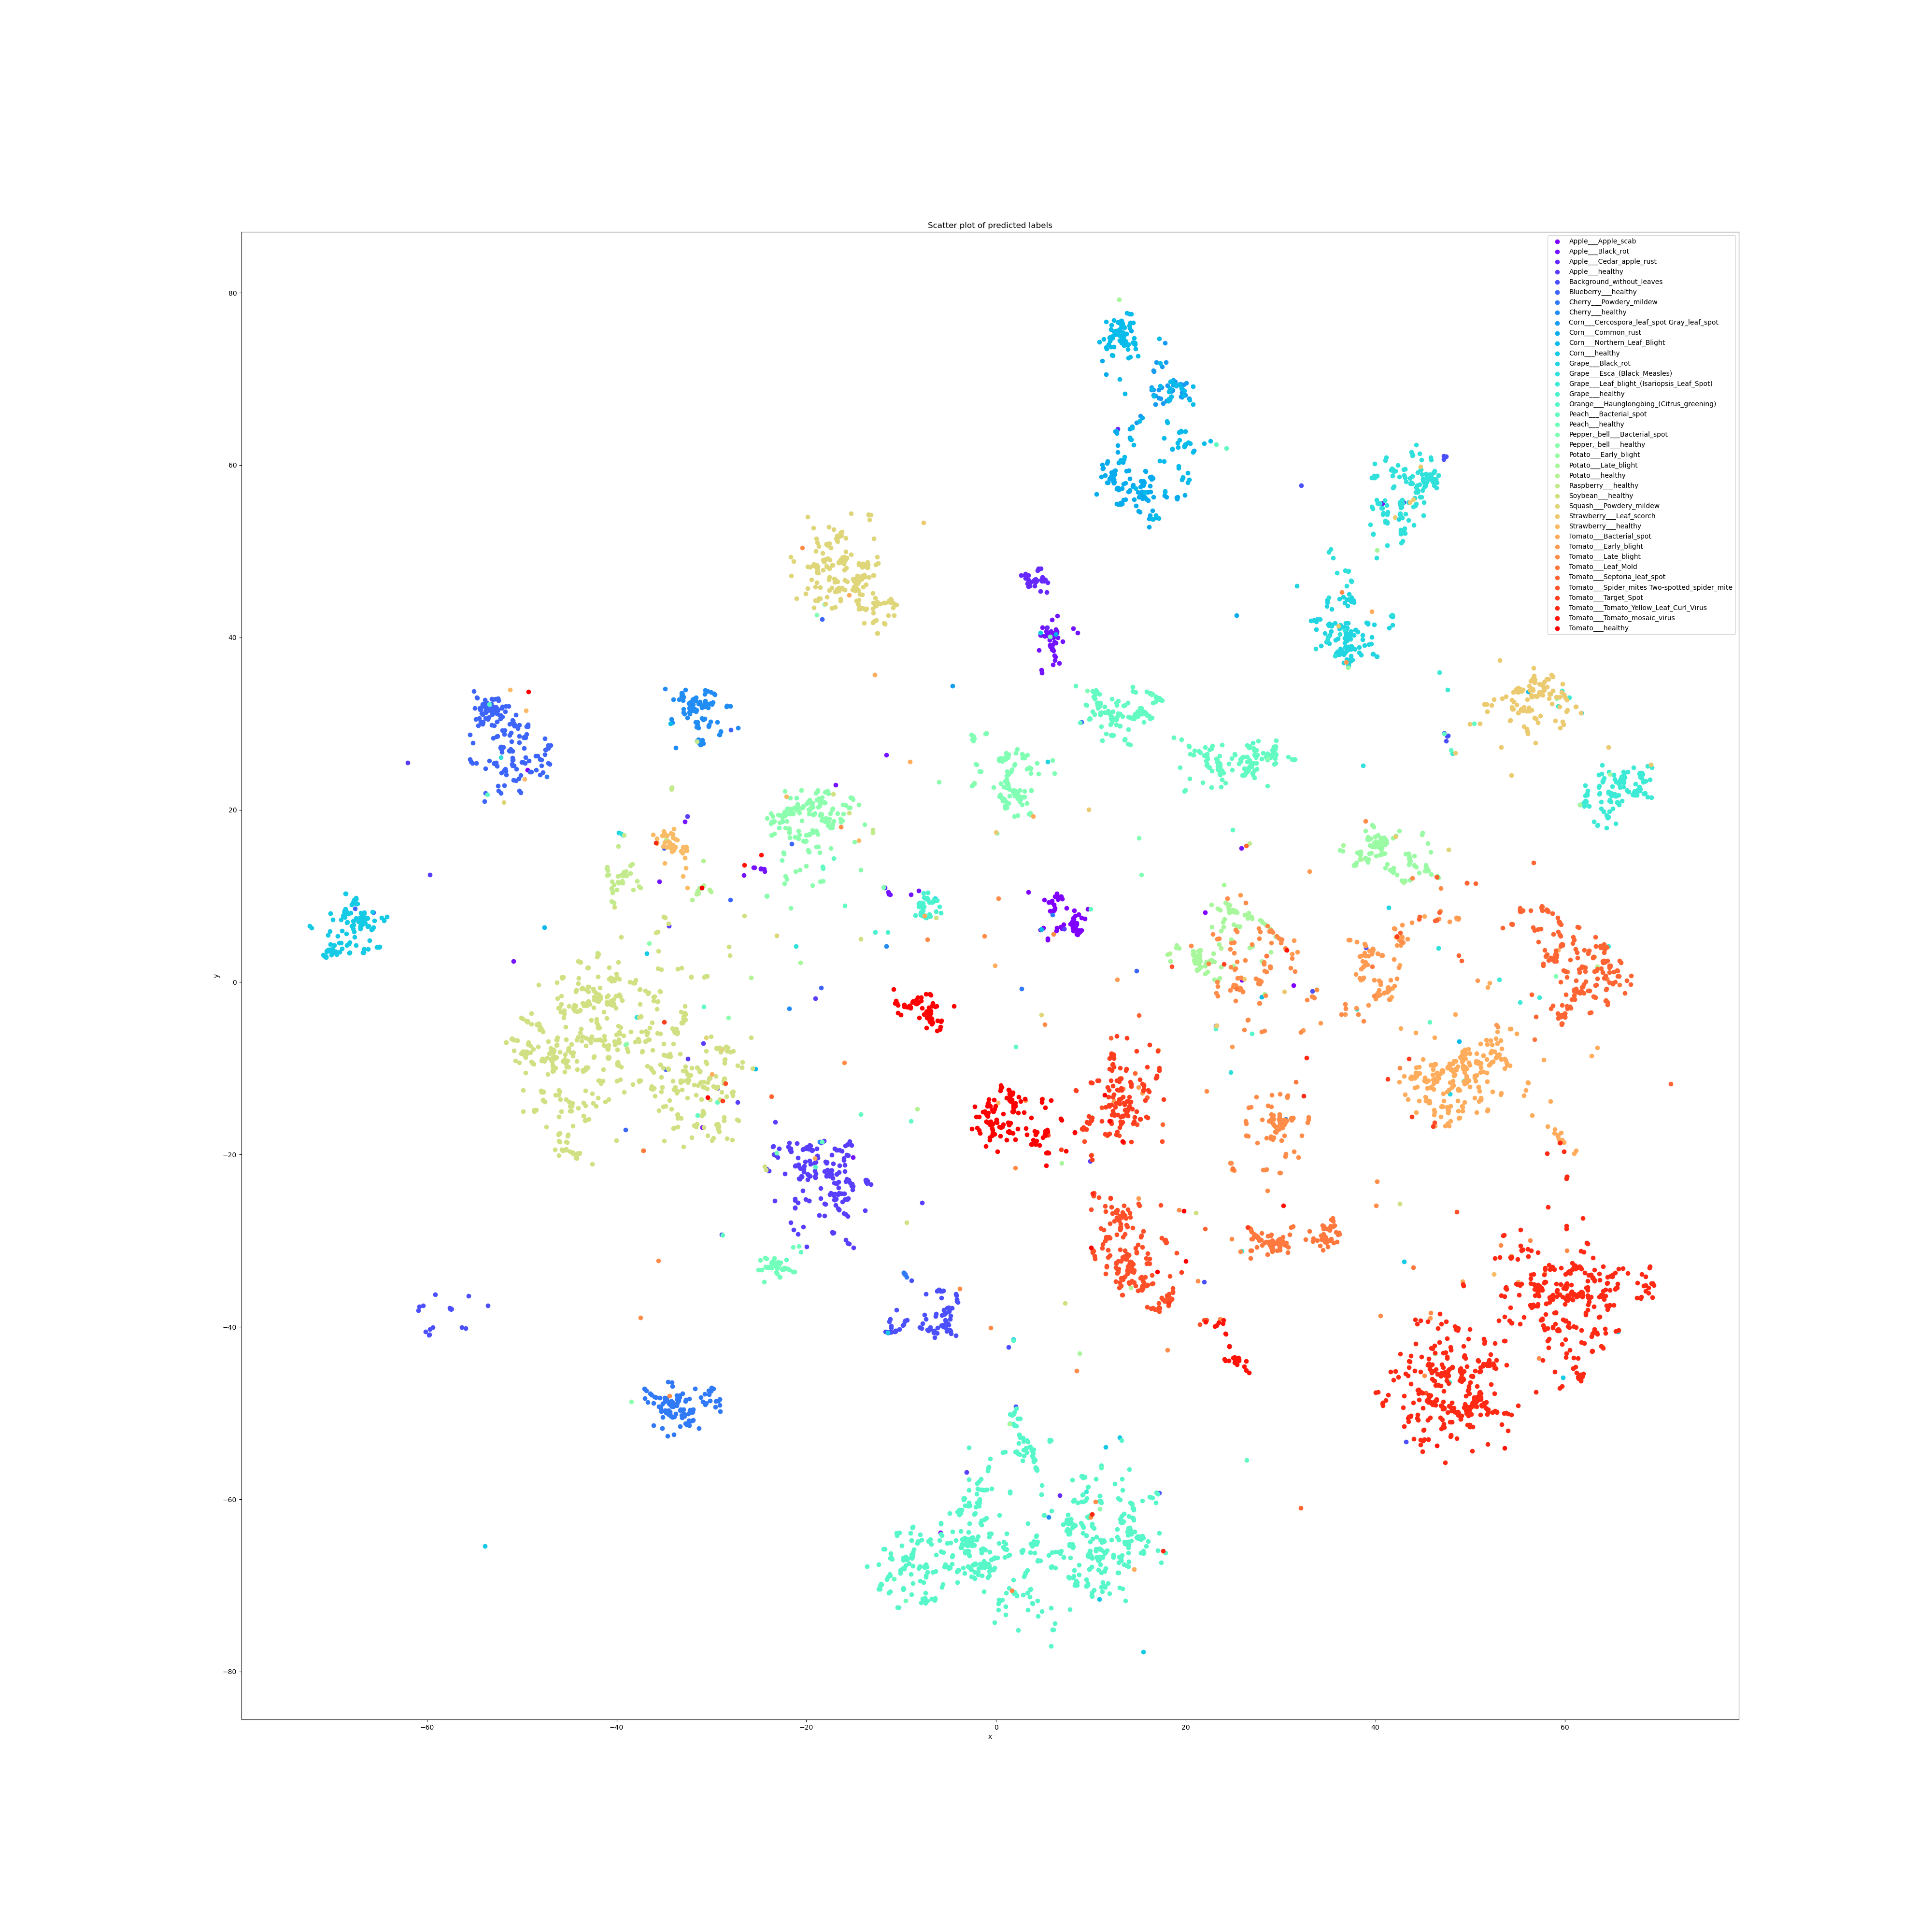 Scatter plot of predicted labels
Apple___Apple_scab
Apple___Black_rot
Apple___Cedar_apple_rust
Apple___healthy
Background_without_leaves
Blueberry___healthy
Cherry___Powdery_mildew
Cherry___healthy
Corn___Cercospora_leaf_spot Gray_leaf_spot
Corn___Common_rust
Corn___Northern_Leaf_Blight
Corn___healthy
Grape___Black_rot
Grape___Esca_(Black_Measles)
Grape___Leaf_blight_(Isariopsis_Leaf_Spot)
Grape___healthy
Orange___Haunglongbing_(Citrus_greening)
Peach___Bacterial_spot
Peach___healthy
Pepper,_bell___Bacterial_spot
Pepper,_bell___healthy
Potato___Early_blight
Potato___Late_blight
Potato___healthy
Raspberry___healthy
Soybean___healthy
Squash___Powdery_mildew
Strawberry___Leaf_scorch
Strawberry___healthy
Tomato___Bacterial_spot
Tomato___Early_blight
Tomato___Late_blight
Tomato___Leaf_Mold
Tomato___Septoria_leaf_spot
Tomato___Spider_mites Two-spotted_spider_mite
Tomato___Target_Spot
Tomato___Tomato_Yellow_Leaf_Curl_Virus
Tomato___Tomato_mosaic_virus
Tomato___healthy
80
60
40
20
0
−20
−40
−60
−80
y
−60 −40 −20 0 20 40 60
x